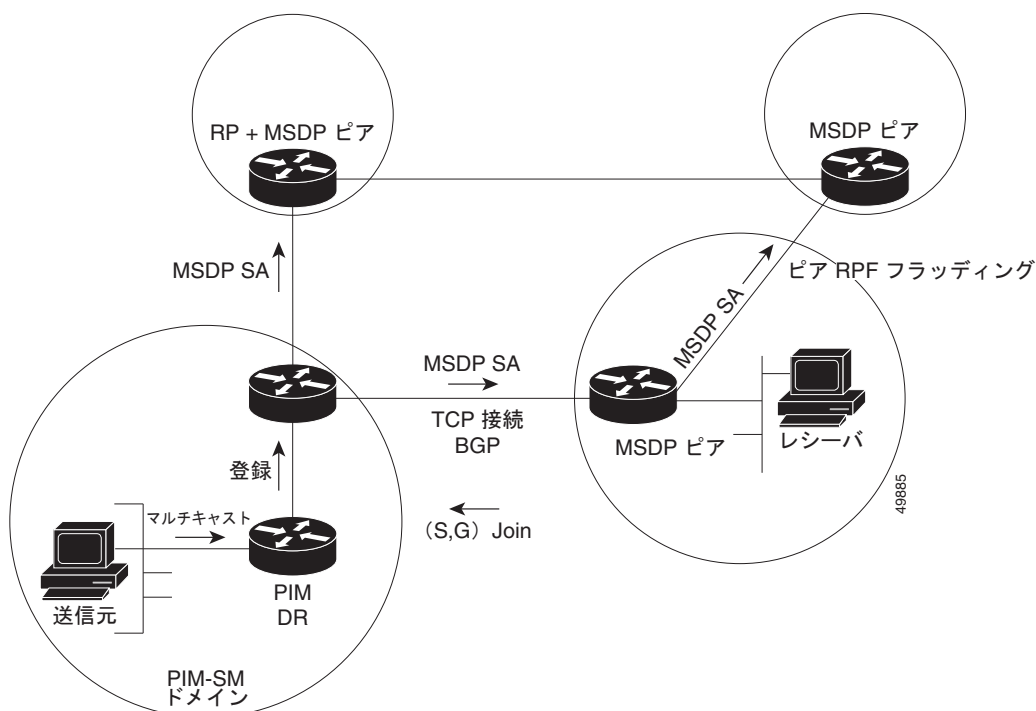 RP + MSDP ピア
MSDP ピア
MSDP SA
ピア RPF フラッディング
MSDP SA
MSDP SA
TCP 接続
BGP
MSDP ピア
レシーバ
登録
マルチキャスト
(S,G) Join
送信元
PIM
DR
PIM-SM
ドメイン
49885